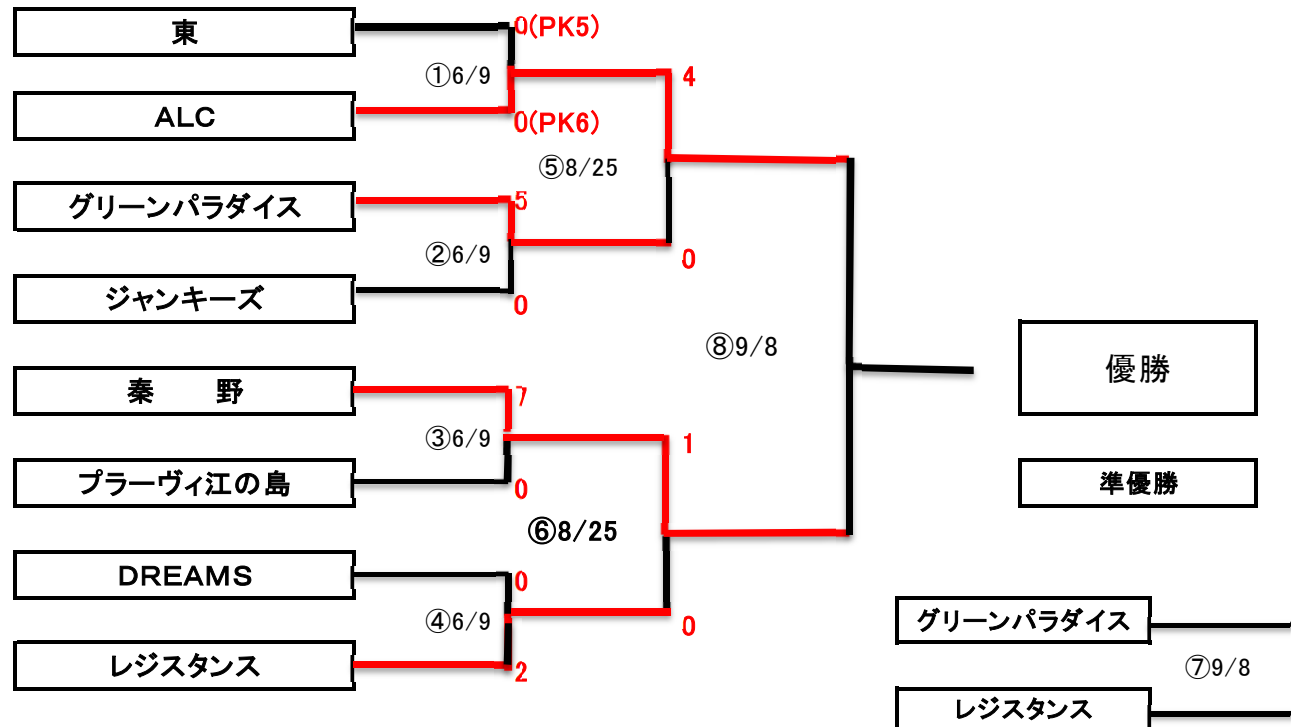 東
0(PK5)
①6/9
4
ALC
0(PK6)
⑤8/25
グリーンパラダイス
5
②6/9
0
ジャンキーズ
0
⑧9/8
優勝
秦 野
7
③6/9
1
プラーヴィ江の島
0
準優勝
⑥8/25
DREAMS
0
④6/9
0
レジスタンス
2
グリーンパラダイス
⑦9/8
レジスタンス